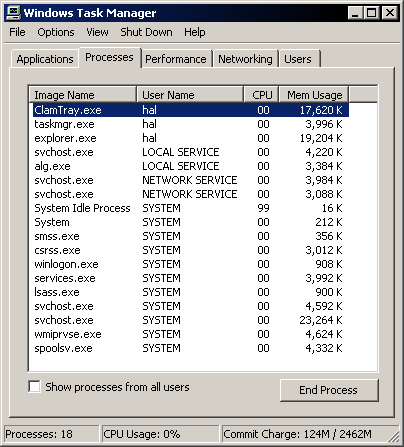 Windows Task Manager
File Options View Shut Down Help
Applications Processes Performance Networking Users
Image Name User Name CPU Mem Usage
ClamTray.exe hal 00 17,620 K
taskmgr.exe hal 00 3,996 K
explorer.exe hal 00 19,204 K
svchost.exe LOCAL SERVICE 00 4,220 K
alg.exe LOCAL SERVICE 00 3,384 K
svchost.exe NETWORK SERVICE 00 3,984 K
svchost.exe NETWORK SERVICE 00 3,088 K
System Idle Process SYSTEM 99 16 K
System SYSTEM 00 212 K
smss.exe SYSTEM 00 356 K
csrss.exe SYSTEM 00 3,012 K
winlogon.exe SYSTEM 00 908 K
services.exe SYSTEM 00 3,992 K
lsass.exe SYSTEM 00 900 K
svchost.exe SYSTEM 00 4,592 K
svchost.exe SYSTEM 00 23,264 K
wmiprvse.exe SYSTEM 00 4,624 K
spoolsv.exe SYSTEM 00 4,332 K
Show processes from all users End Process
Processes: 18 CPU Usage: 0% Commit Charge: 124M / 2462M